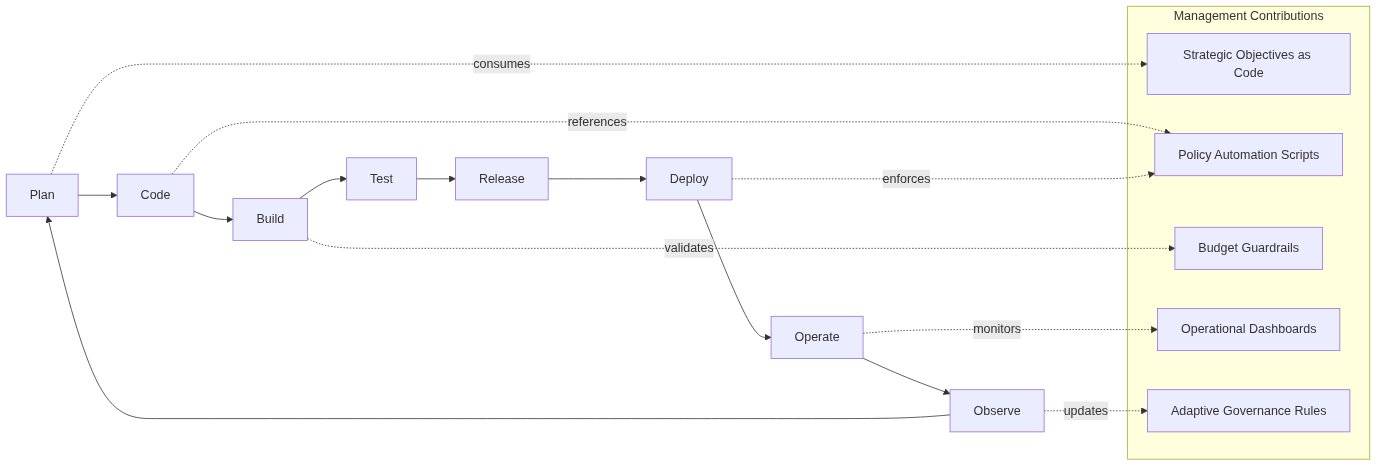 Management Contributions
consumes
Strategic Objectives as
Code
references
Policy Automation Scripts
Plan
Code
Build
Test
Release
Deploy
enforces
validates
Budget Guardrails
Operate
monitors
Operational Dashboards
Observe
updates
Adaptive Governance Rules